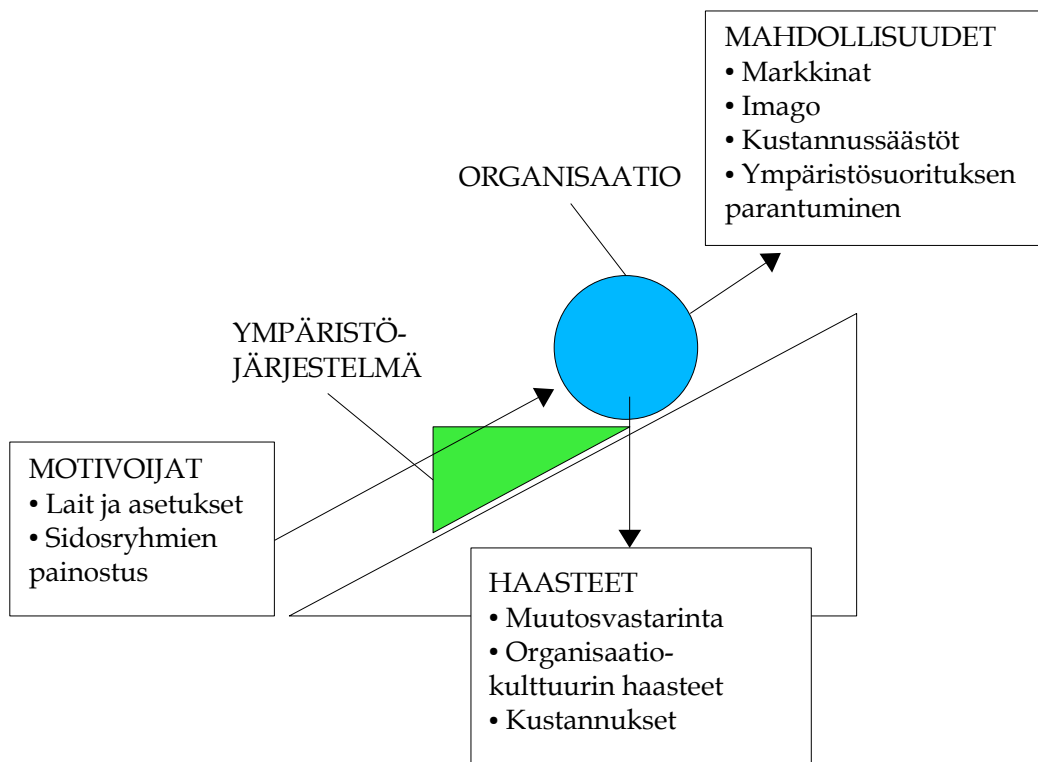 MAHDOLLISUUDET
• Markkinat
• Imago
• Kustannussäästöt
• Ympäristösuorituksen
parantuminen
ORGANISAATIO
YMPÄRISTÖ-
JÄRJESTELMÄ
MOTIVOIJAT
• Lait ja asetukset
• Sidosryhmien
painostus
HAASTEET
• Muutosvastarinta
• Organisaatio-
kulttuurin haasteet
• Kustannukset